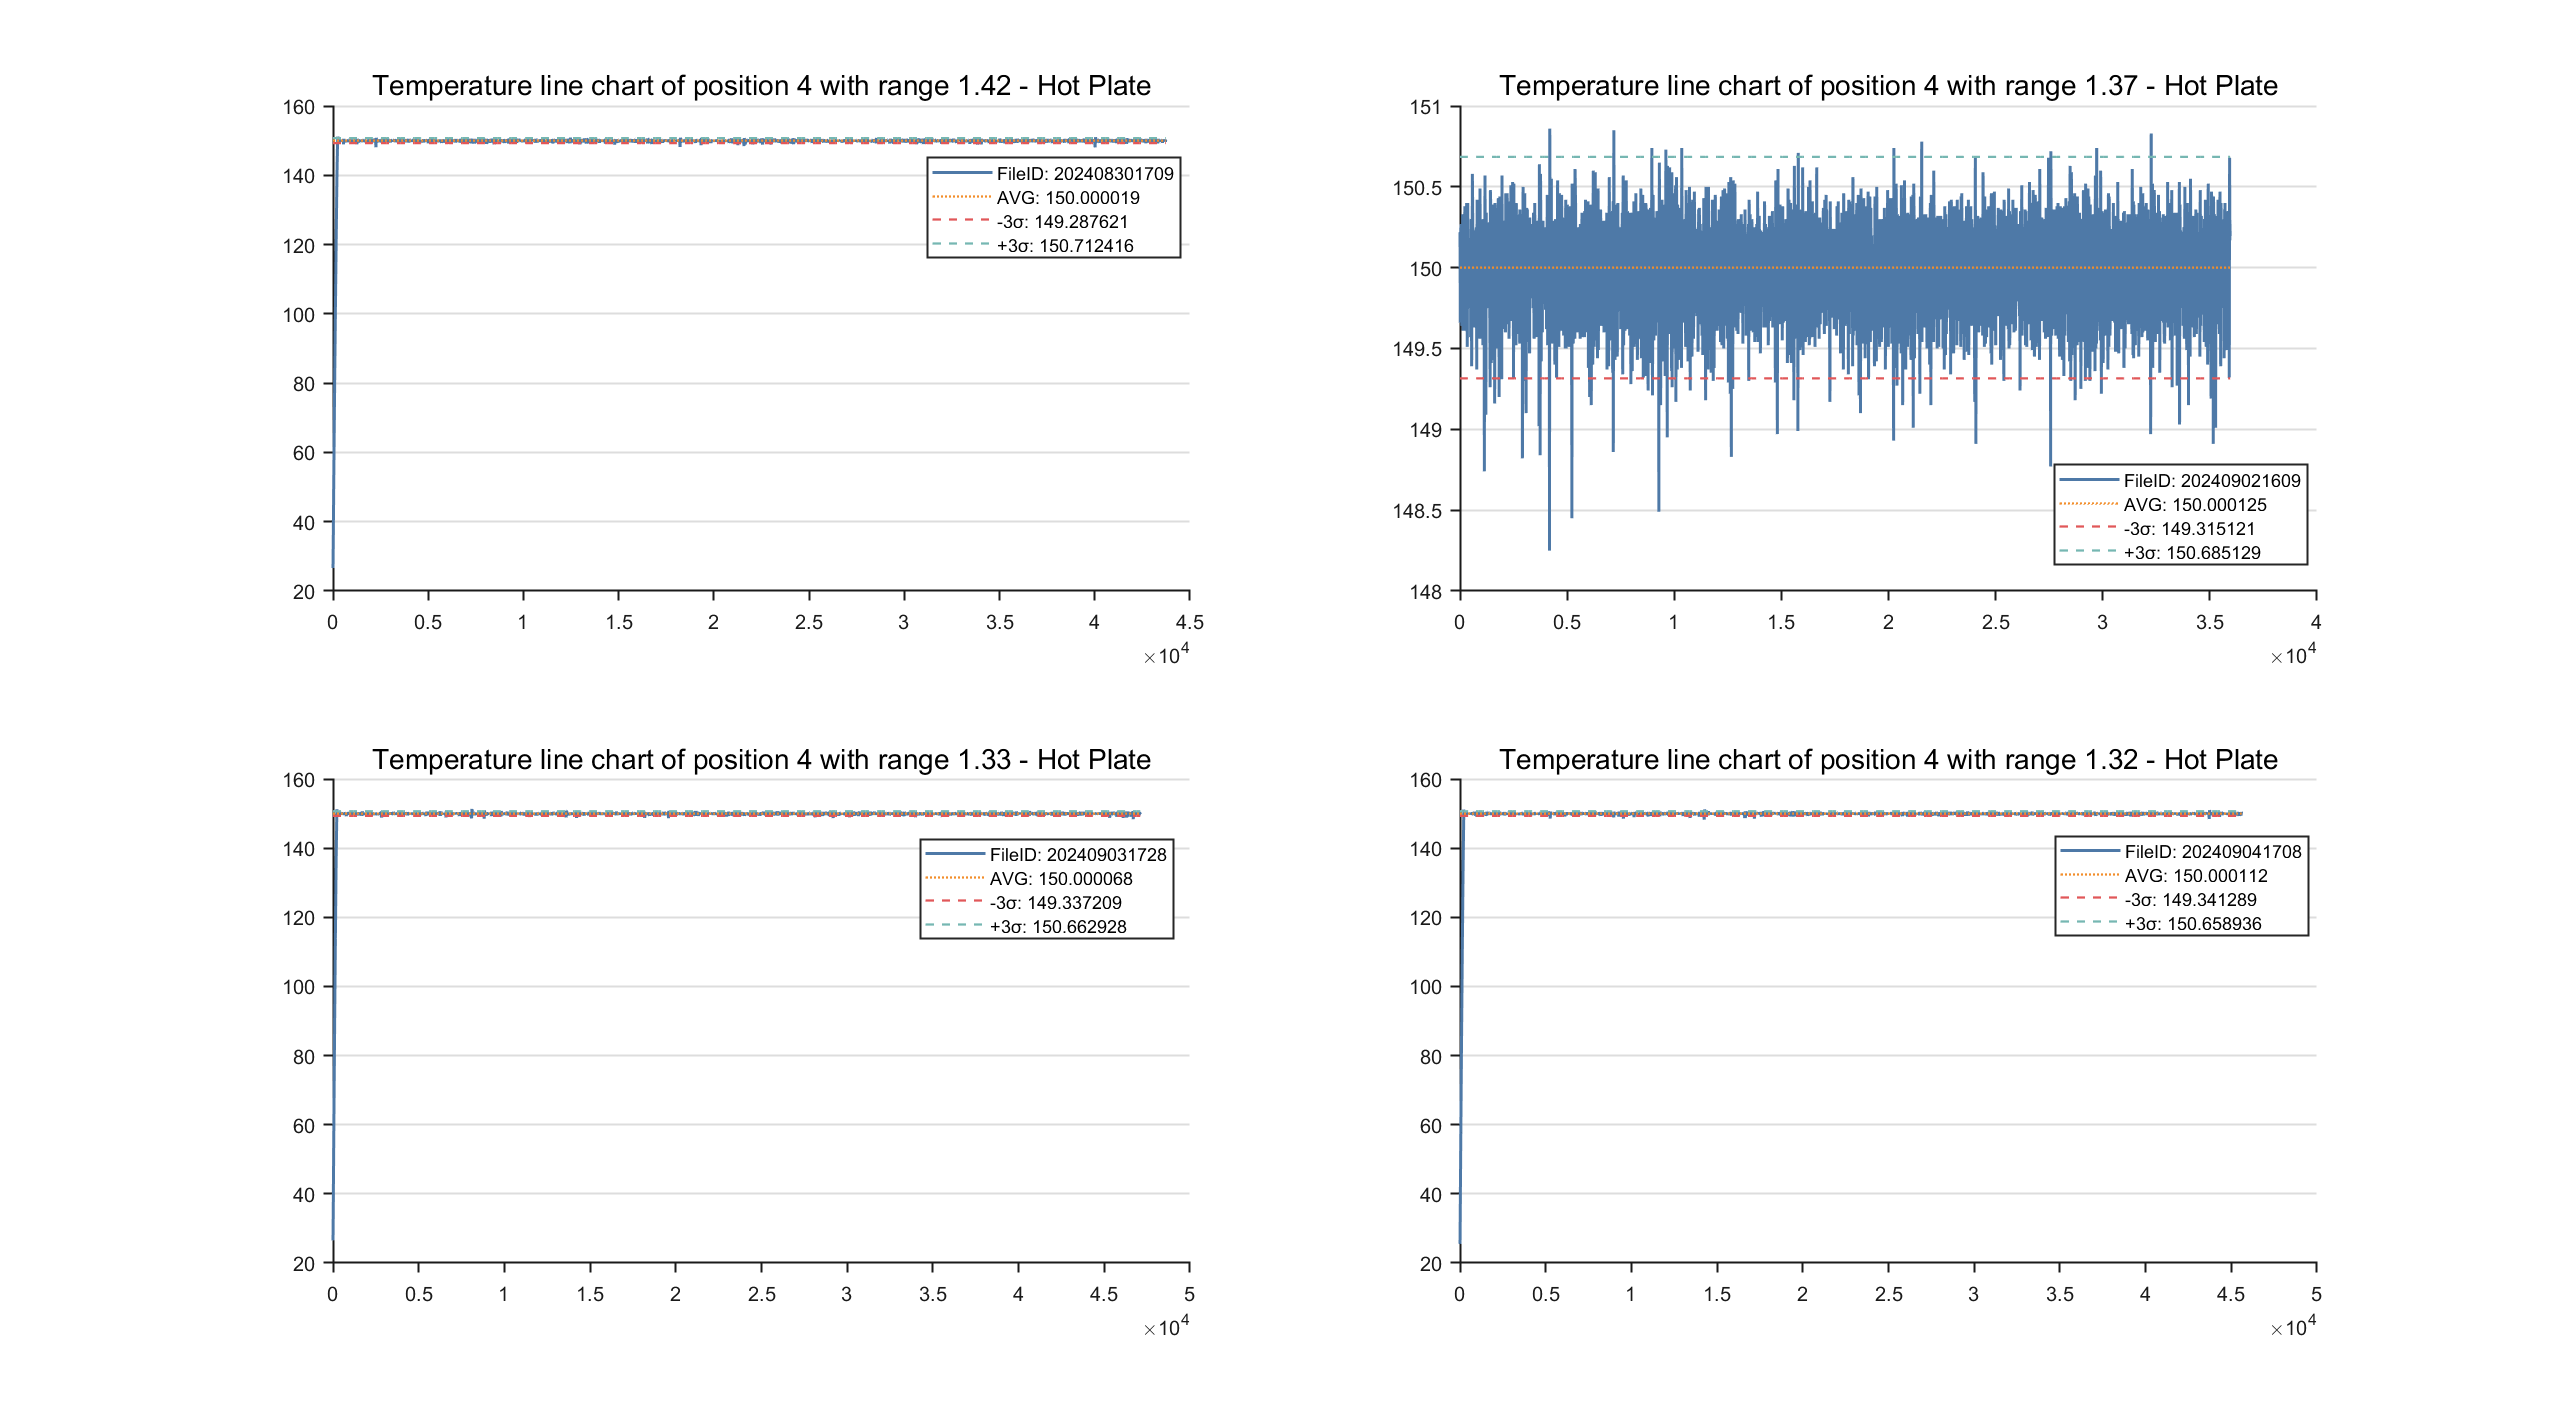 Temperature line chart of position 4 with range 1.42 - Hot Plate
160
140
120
100
80
60
40
20
0 0.5 1 1.5 2 2.5 3 3.5 4 4.5
×10⁴
FileID: 202408301709
AVG: 150.000019
-3σ: 149.287621
+3σ: 150.712416
Temperature line chart of position 4 with range 1.37 - Hot Plate
151
150.5
150
149.5
149
148.5
148
0 0.5 1 1.5 2 2.5 3 3.5 4
×10⁴
FileID: 202409021609
AVG: 150.000125
-3σ: 149.315121
+3σ: 150.685129
Temperature line chart of position 4 with range 1.33 - Hot Plate
160
140
120
100
80
60
40
20
0 0.5 1 1.5 2 2.5 3 3.5 4 4.5 5
×10⁴
FileID: 202409031728
AVG: 150.000068
-3σ: 149.337209
+3σ: 150.662928
Temperature line chart of position 4 with range 1.32 - Hot Plate
160
140
120
100
80
60
40
20
0 0.5 1 1.5 2 2.5 3 3.5 4 4.5 5
×10⁴
FileID: 202409041708
AVG: 150.000112
-3σ: 149.341289
+3σ: 150.658936